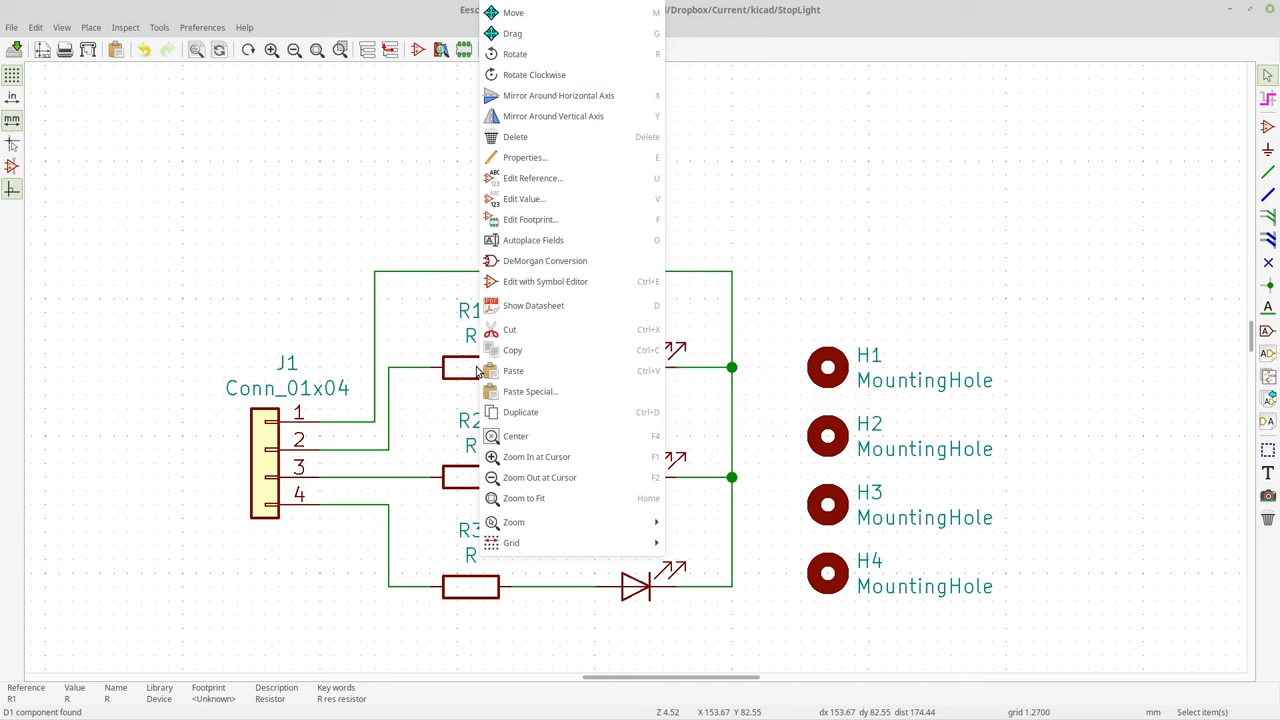 Eesc
/Dropbox/Current/kicad/StopLight
File Edit View Place Inspect Tools Preferences Help
in
mm
Move M
Drag G
Rotate R
Rotate Clockwise
Mirror Around Horizontal Axis X
Mirror Around Vertical Axis Y
Delete Delete
Properties... E
Edit Reference... U
Edit Value... V
Edit Footprint... F
Autoplace Fields O
DeMorgan Conversion
Edit with Symbol Editor Ctrl+E
Show Datasheet D
Cut Ctrl+X
Copy Ctrl+C
Paste Ctrl+V
Paste Special...
Duplicate Ctrl+D
Center F4
Zoom In at Cursor F1
Zoom Out at Cursor F2
Zoom to Fit Home
Zoom
Grid
J1
Conn_01x04
1
2
3
4
R1
R
R2
R
R3
R
H1
MountingHole
H2
MountingHole
H3
MountingHole
H4
MountingHole
Reference Value Name Library Footprint Description Key words
R1 R R Device <Unknown> Resistor R res resistor
D1 component found Z 4.52 X 153.67 Y 82.55 dx 153.67 dy 82.55 dist 174.44 grid 1.2700 mm Select item(s)